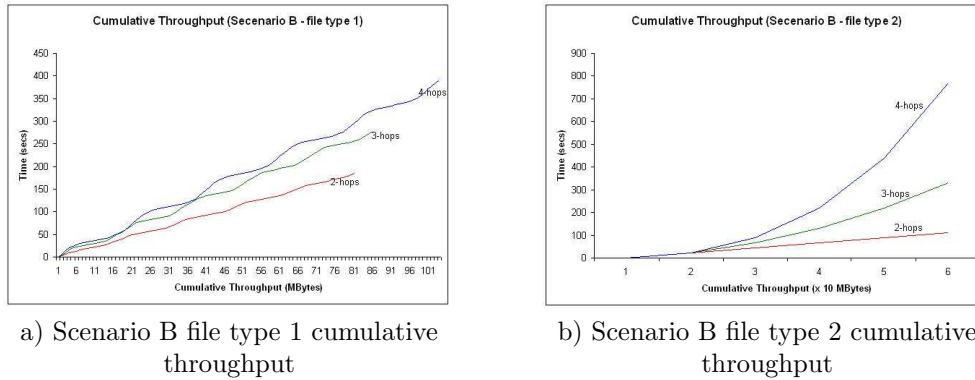 Cumulative Throughput (Secenario B - file type 1)
450
400
350
300
250
200
150
100
50
0
Time (secs)
4-hops
3-hops
2-hops
1 6 11 16 21 26 31 36 41 46 51 56 61 66 71 76 81 86 91 96 101
Cumulative Throughput (MBytes)
a) Scenario B file type 1 cumulative
throughput
Cumulative Throughput (Secenario B - file type 2)
900
800
700
600
500
400
300
200
100
0
Time (secs)
4-hops
3-hops
2-hops
1 2 3 4 5 6
Cumulative Throughput (x 10 MBytes)
b) Scenario B file type 2 cumulative
throughput